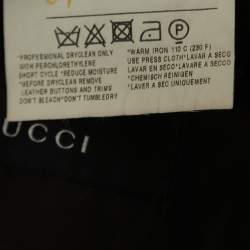 *PROFESSIONAL DRYCLEAN ONLY
WITH PERCHLORETHYLENE
SHORT CYCLE *REDUCE MOISTURE
*BEFORE DRYCLEAN REMOVE
LEATHER BUTTONS AND TRIMS
DON'T BLEACH*DON'T TUMBLEDRY
*WARM IRON 110 C (230 F)
USE PRESS CLOTH*LAVAR EN
LAVAR EN SECO*LAVARE A SECCO
*CHEMISCH REINIGEN
LAVER A SEC
UCCI